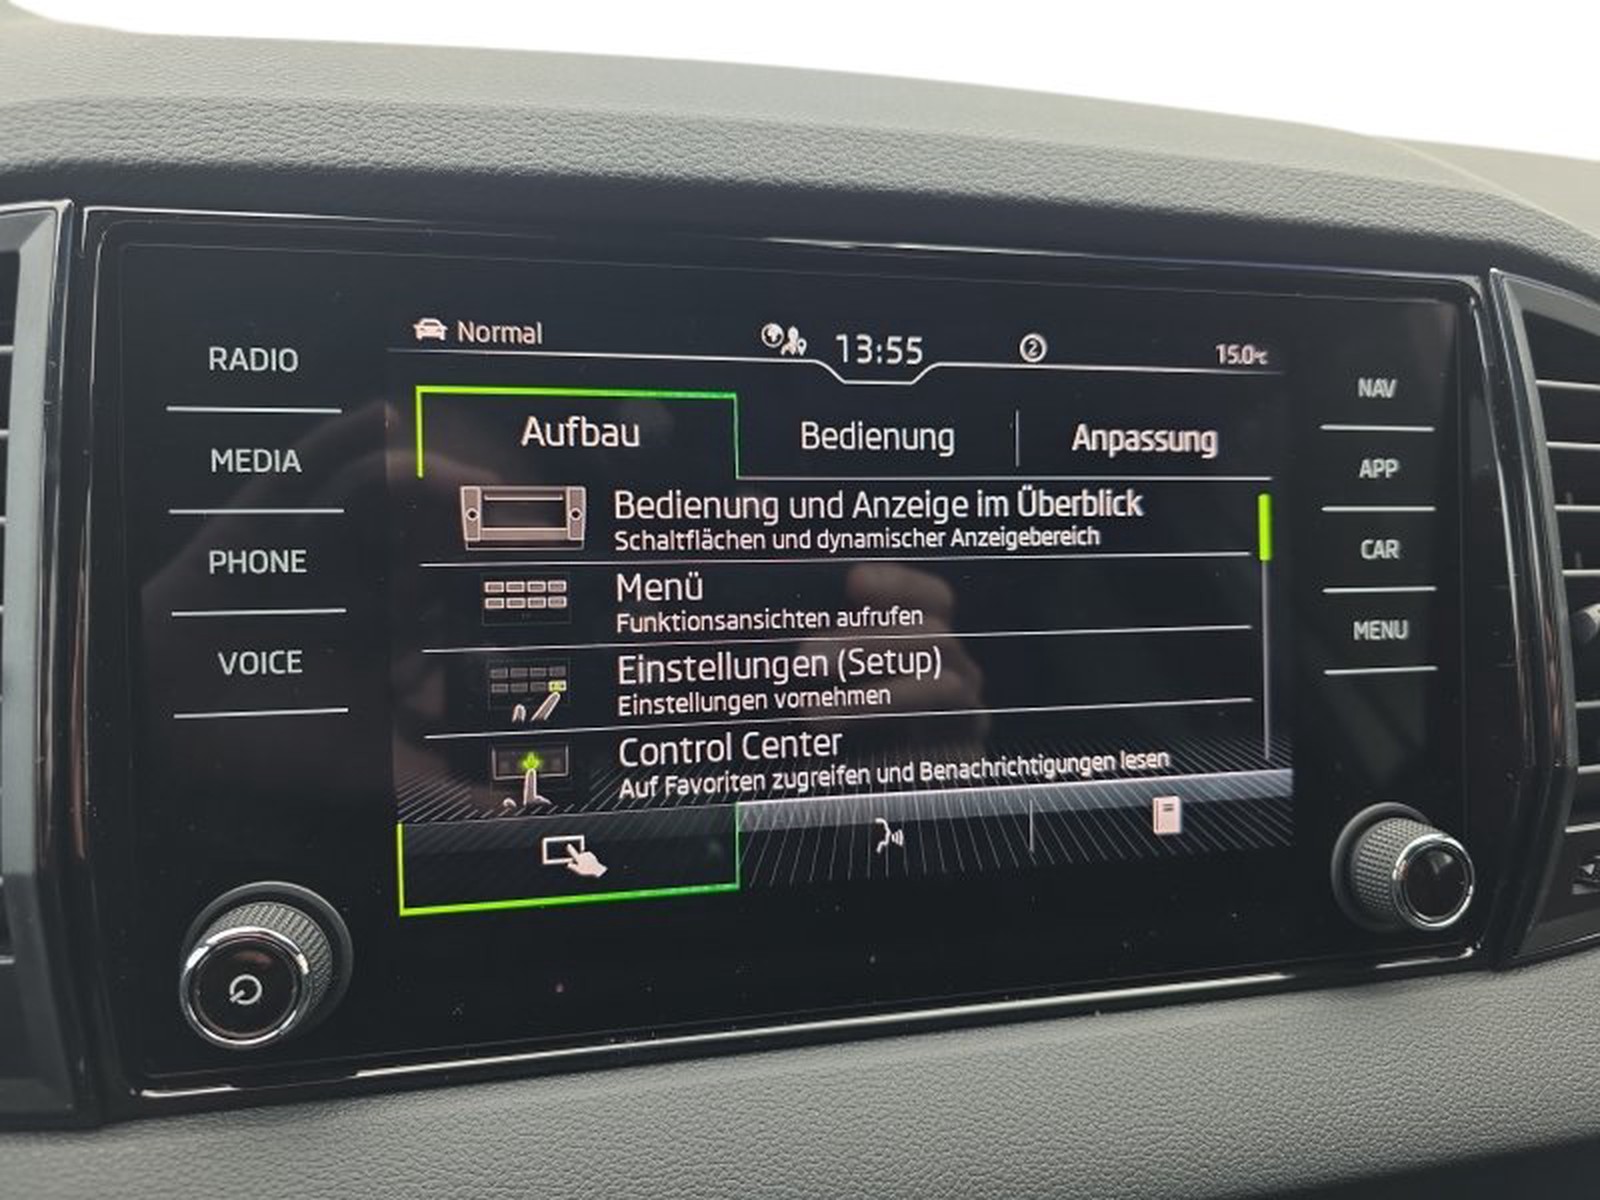 RADIO
MEDIA
PHONE
VOICE
Normal
13:55
2
15.0°C
Aufbau
Bedienung
Anpassung
Bedienung und Anzeige im Überblick
Schaltflächen und dynamischer Anzeigebereich
Menü
Funktionsansichten aufrufen
Einstellungen (Setup)
Einstellungen vornehmen
Control Center
Auf Favoriten zugreifen und Benachrichtigungen lesen
NAV
APP
CAR
MENU